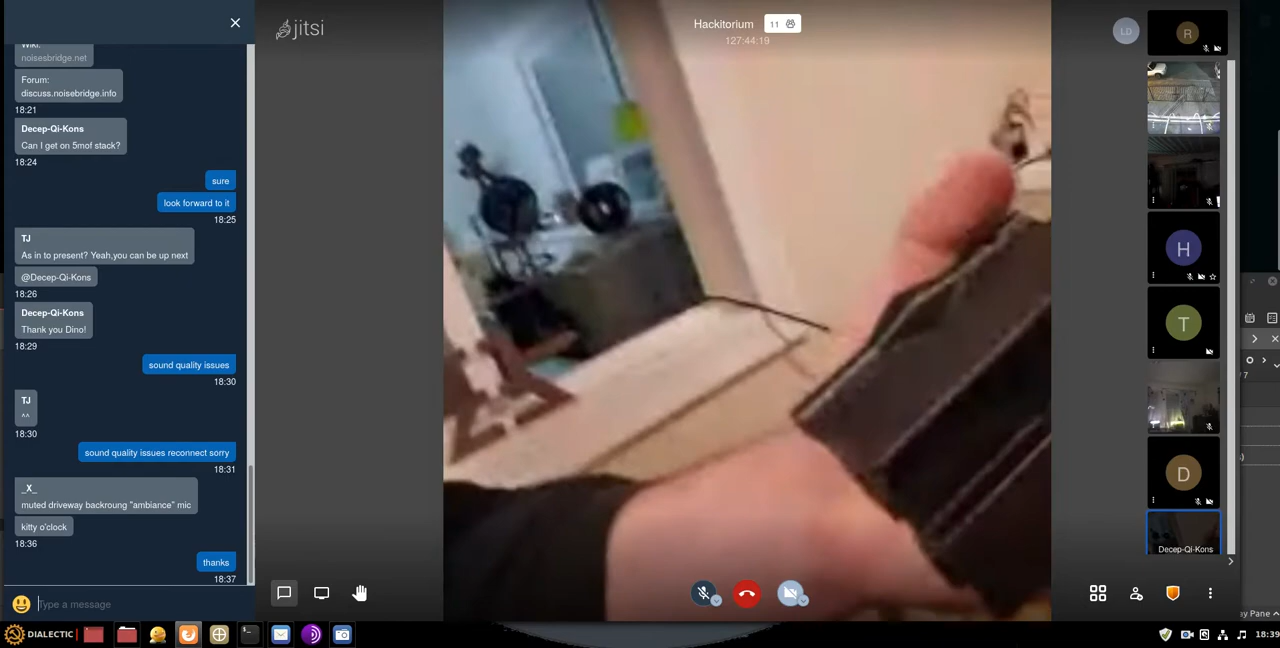 Wiki:
noisesbridge.net
Forum:
discuss.noisebridge.info
18:21
Decep-Qi-Kons
Can I get on 5mof stack?
18:24
sure
look forward to it
18:25
TJ
As in to present? Yeah,you can be up next
@Decep-Qi-Kons
18:26
Decep-Qi-Kons
Thank you Dino!
18:29
sound quality issues
18:30
TJ
^^
18:30
sound quality issues reconnect sorry
18:31
_X_
muted driveway backroung "ambiance" mic
kitty o'clock
18:36
thanks
18:37
Type a message
jitsi
Hackitorium 11
127:44:19
LD
R
H
T
D
Decep-Qi-Kons
ay Pane
DIALECTIC
18:39